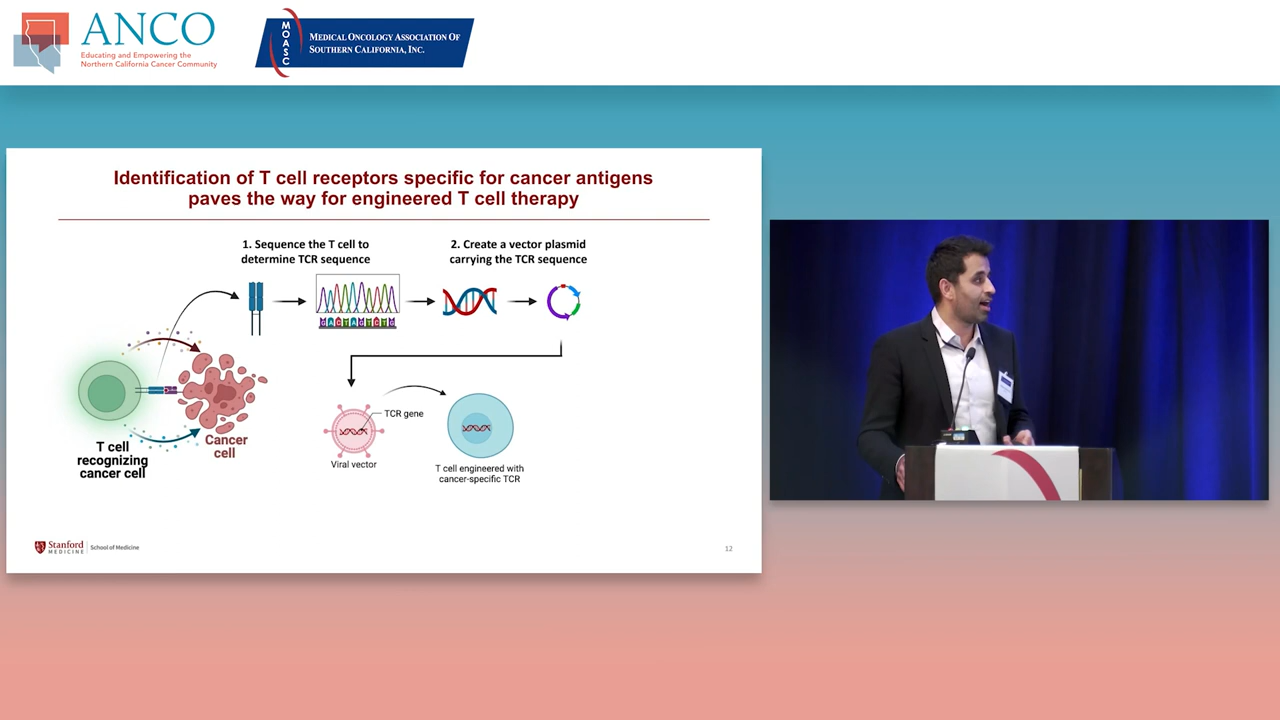 ANCO
Educating and Empowering the
Northern California Cancer Community
MOASC
MEDICAL ONCOLOGY ASSOCIATION OF
SOUTHERN CALIFORNIA, INC.
Identification of T cell receptors specific for cancer antigens
paves the way for engineered T cell therapy
1. Sequence the T cell to
determine TCR sequence
2. Create a vector plasmid
carrying the TCR sequence
GACTAGTCTG
TCR gene
T cell
recognizing
cancer cell
Cancer
cell
Viral vector
T cell engineered with
cancer-specific TCR
Stanford
MEDICINE
School of Medicine
12